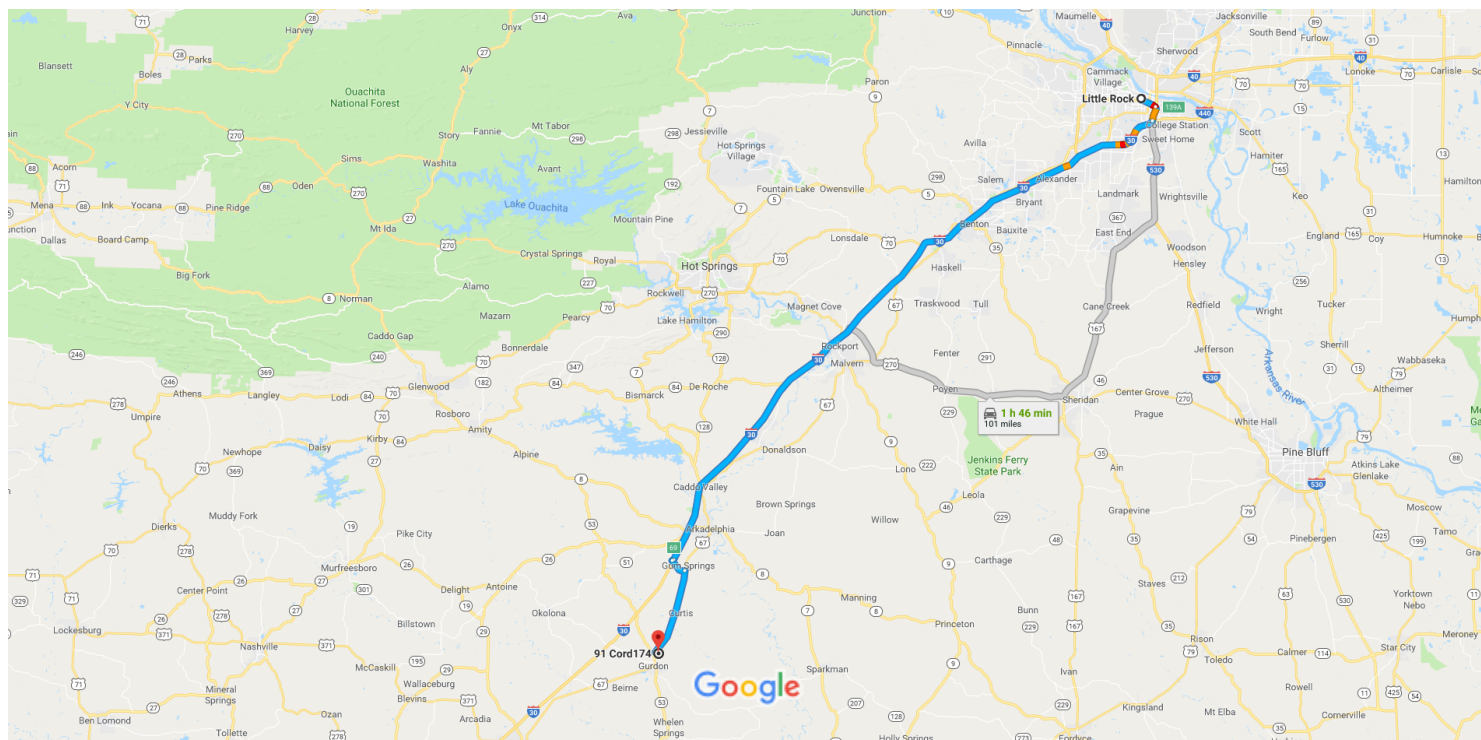 Blansett
Harvey
Parks
Boles
Y City
Onyx
Aly
Ava
Junction
Ouachita
National Forest
Story
Fannie
Mt Tabor
Washita
Avant
Lake Ouachita
Jessieville
Hot Springs
Village
Paron
Pinnacle
Maumelle
Jacksonville
Sherwood
Cammack
Village
South Bend
Furlow
Lonoke
Carlisle
Little Rock
139A
College Station
Sweet Home
Scott
Hamiter
Keo
England
Coy
Humnoke
Avilla
Salem
Alexander
Bryant
Bauxite
Landmark
Wrightsville
East End
Woodson
Hensley
Fountain Lake
Owensville
Mountain Pine
Lonsdale
Benton
Haskell
Acorn
Mena
Ink
Yocana
Pine Ridge
Oden
Sims
Mt Ida
Dallas
Board Camp
Big Fork
Norman
Crystal Springs
Royal
Hot Springs
Rockwell
Lake Hamilton
Magnet Cove
Traskwood
Tull
Cane Creek
Redfield
Wright
Tucker
Sherrill
Wabbaseka
Altheimer
Alamo
Mazarn
Pearcy
Bonnerdale
Caddo Gap
Rockport
Malvern
Fenter
Poyen
Jefferson
Arkansas River
Athens
Langley
Lodi
Glenwood
Rosboro
Amity
Bismarck
De Roche
Sheridan
Center Grove
Prague
1 h 46 min
101 miles
White Hall
Pine Bluff
Jenkins Ferry
State Park
Umpire
Newhope
Daisy
Kirby
Alpine
Donaldson
Lono
Leola
Ain
Grapevine
Atkins Lake
Glenlake
Moscow
Tamo
Dierks
Muddy Fork
Pike City
Caddo Valley
Brown Springs
Joan
Willow
Carthage
Pinebergen
Arkadelphia
69
Gum Springs
Murfreesboro
Center Point
Delight
Antoine
Okolona
Curtis
Manning
Princeton
Bunn
Staves
Yorktown
Nebo
Lockesburg
Nashville
Billstown
McCaskill
Wallaceburg
Blevins
91 Cord174
Gurdon
Beirne
Sparkman
Ivan
Rison
Toledo
Calmer
Star City
Meroney
Mineral
Springs
Ben Lomond
Tollette
Ozan
Arcadia
Whelen
Springs
Google
Holly Springs
Fordyce
Kingsland
Mt Elba
Rowell
Cornerville